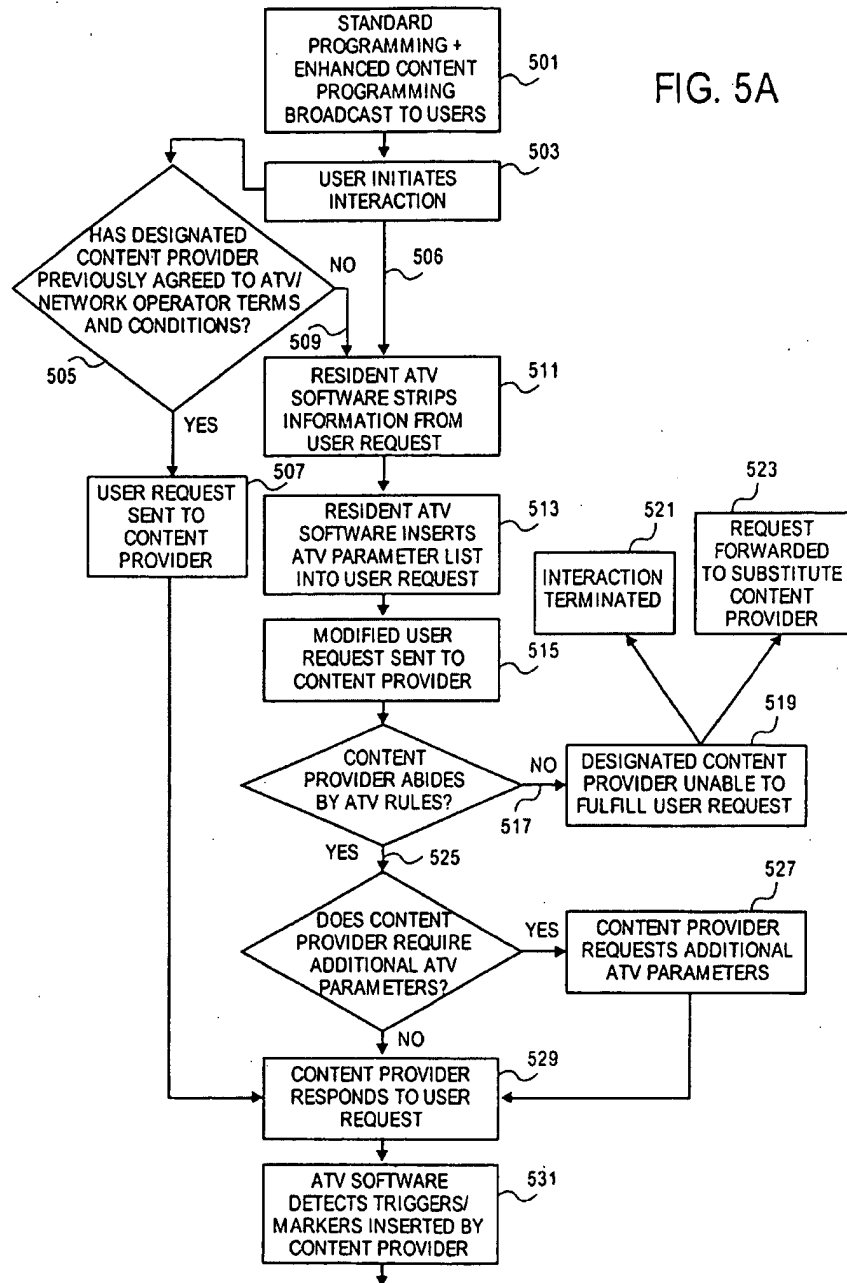 STANDARD
PROGRAMMING +
ENHANCED CONTENT
PROGRAMMING
BROADCAST TO USERS
501
FIG. 5A
503
USER INITIATES
INTERACTION
HAS DESIGNATED
CONTENT PROVIDER
PREVIOUSLY AGREED TO ATV/
NETWORK OPERATOR TERMS
AND CONDITIONS?
NO
506
509
505
YES
RESIDENT ATV
SOFTWARE STRIPS
INFORMATION FROM
USER REQUEST
511
507
USER REQUEST
SENT TO
CONTENT
PROVIDER
RESIDENT ATV
SOFTWARE INSERTS
ATV PARAMETER LIST
INTO USER REQUEST
513
521
INTERACTION
TERMINATED
523
REQUEST
FORWARDED
TO SUBSTITUTE
CONTENT
PROVIDER
MODIFIED USER
REQUEST SENT TO
CONTENT PROVIDER
515
CONTENT
PROVIDER ABIDES
BY ATV RULES?
NO
517
519
DESIGNATED CONTENT
PROVIDER UNABLE TO
FULFILL USER REQUEST
YES
525
DOES CONTENT
PROVIDER REQUIRE
ADDITIONAL ATV
PARAMETERS?
YES
527
CONTENT PROVIDER
REQUESTS ADDITIONAL
ATV PARAMETERS
NO
CONTENT PROVIDER
RESPONDS TO USER
REQUEST
529
ATV SOFTWARE
DETECTS TRIGGERS/
MARKERS INSERTED BY
CONTENT PROVIDER
531